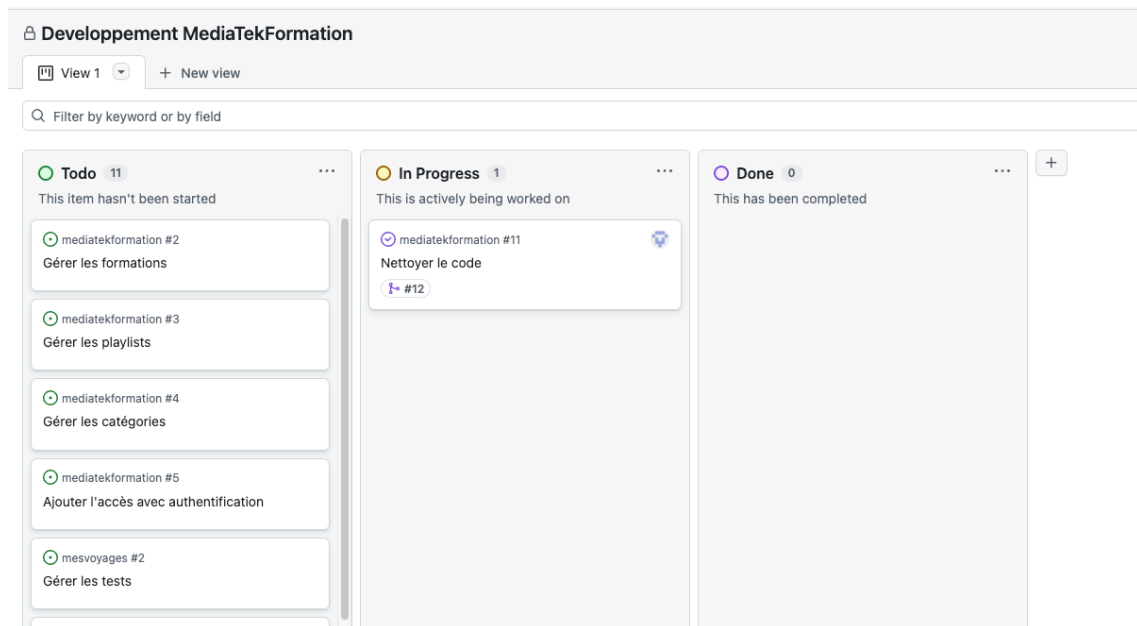 Developpement MediaTekFormation
View 1
New view
Filter by keyword or by field
Todo 11
This item hasn't been started
mediatekformation #2
Gérer les formations
mediatekformation #3
Gérer les playlists
mediatekformation #4
Gérer les catégories
mediatekformation #5
Ajouter l'accès avec authentification
mesvoyages #2
Gérer les tests
In Progress 1
This is actively being worked on
mediatekformation #11
Nettoyer le code
#12
Done 0
This has been completed